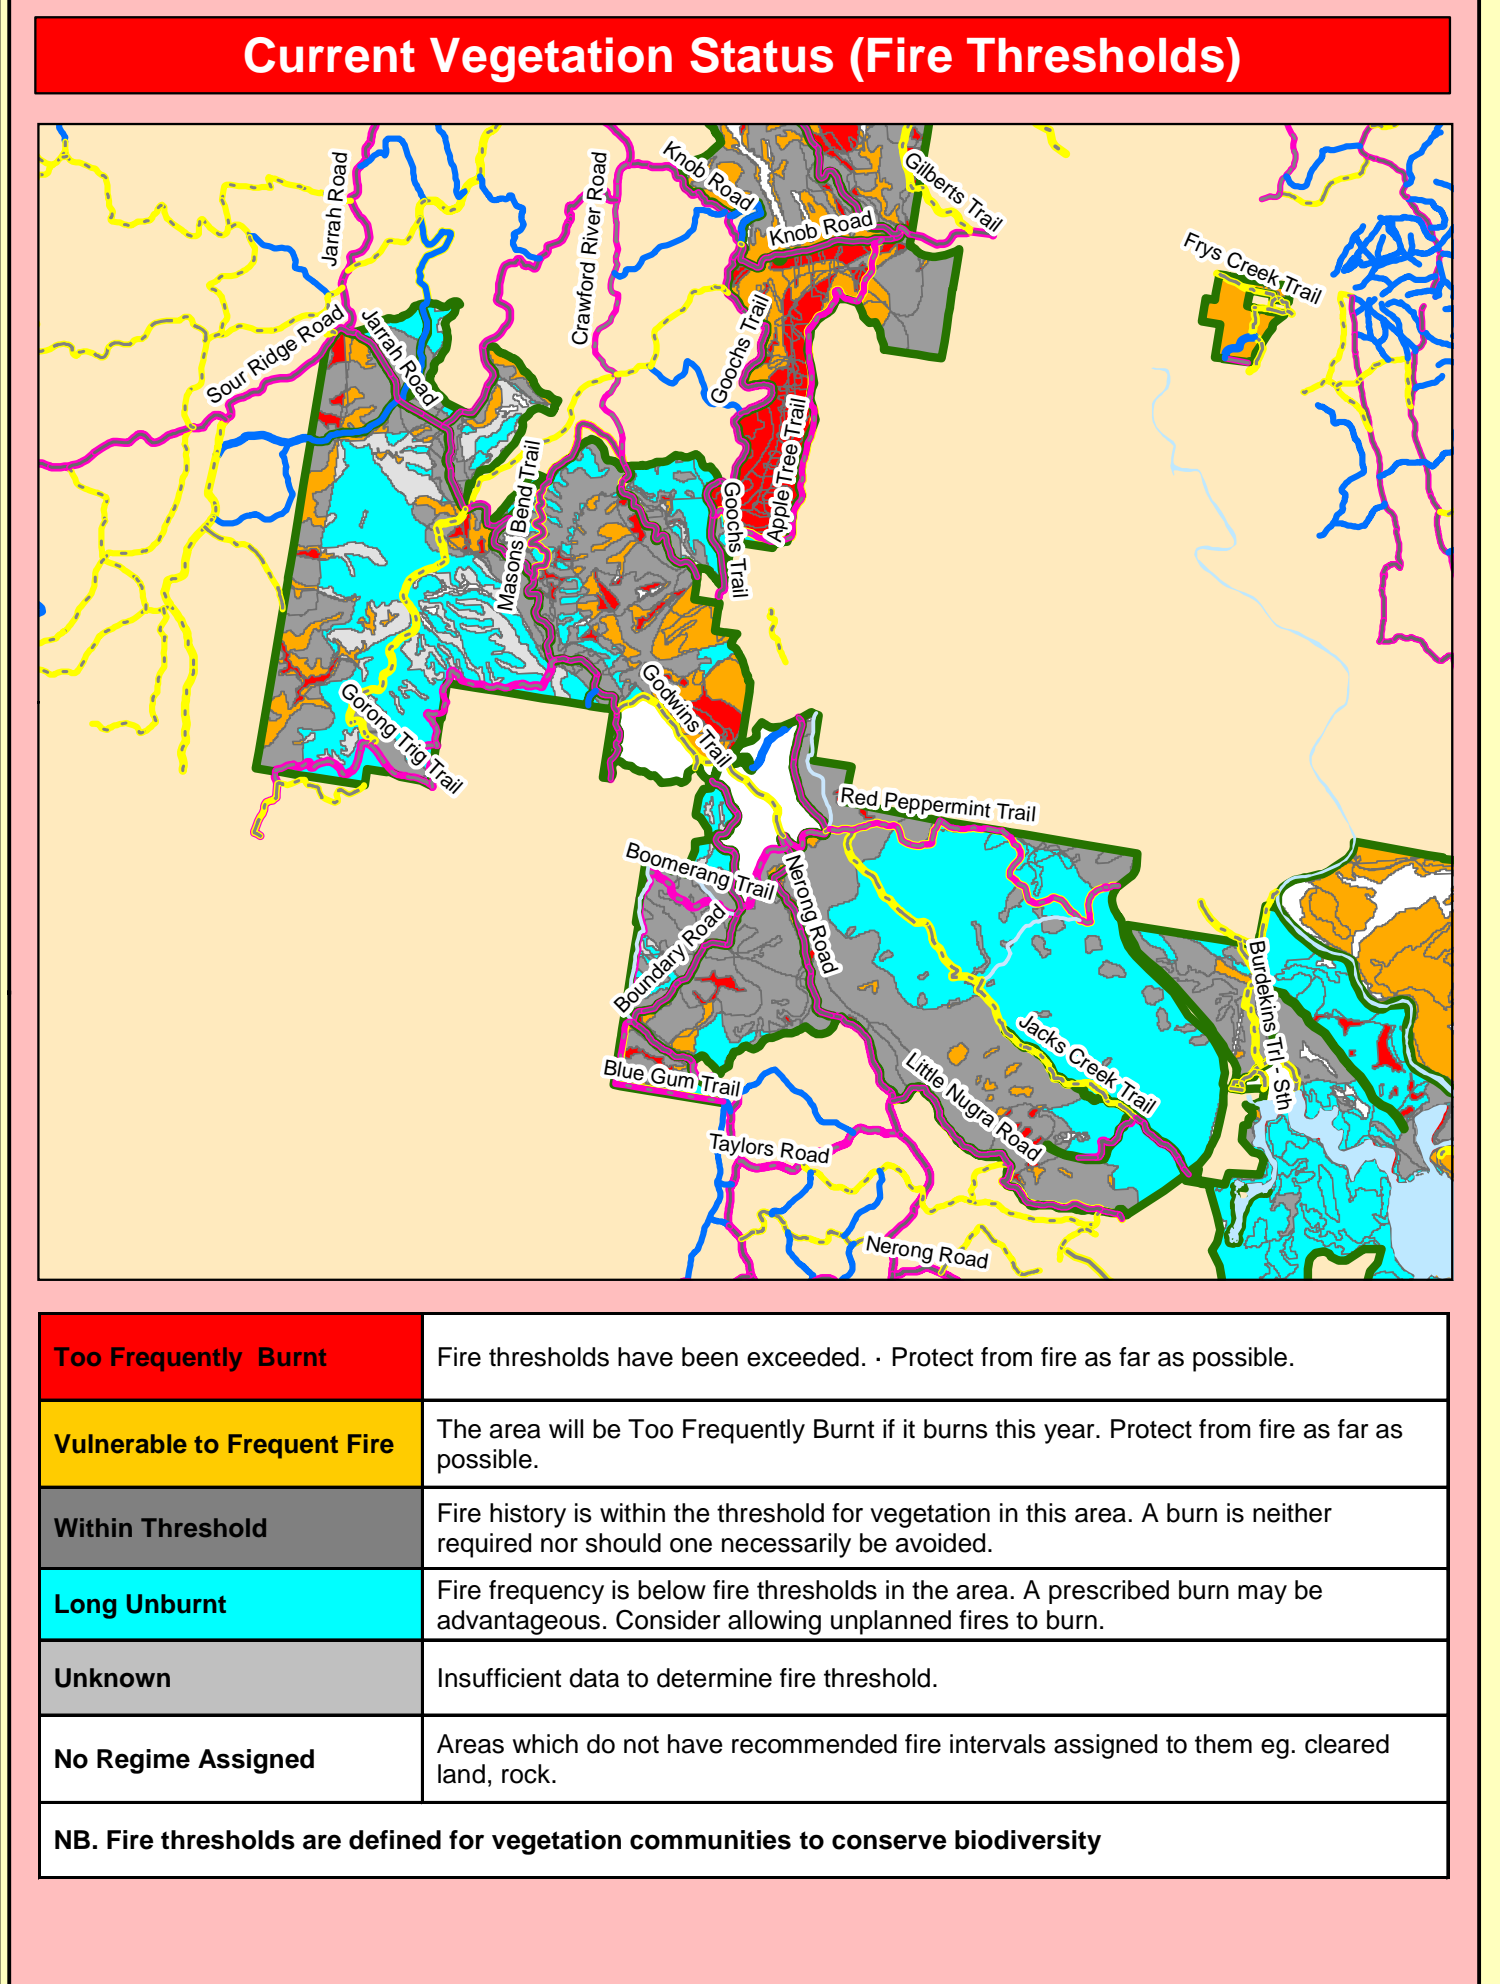 Current Vegetation Status (Fire Thresholds)
Jarrah Road
Crawford River Road
Knob Road
Gilberts Trail
Knob Road
Frys Creek Trail
Sour Ridge Road
Jarrah Road
Goochs Trail
Apple Tree Trail
Masons Bend Trail
Goochs Trail
Godwins Trail
Gorong Trig Trail
Red Peppermint Trail
Boomerang Trail
Nerong Road
Boundary Road
Burdekins Trl - Sth
Jacks Creek Trail
Little Nugra Road
Blue Gum Trail
Taylors Road
Nerong Road
Too Frequently  Burnt
Fire thresholds have been exceeded. · Protect from fire as far as possible.
Vulnerable to Frequent Fire
The area will be Too Frequently Burnt if it burns this year. Protect from fire as far as
possible.
Within Threshold
Fire history is within the threshold for vegetation in this area. A burn is neither
required nor should one necessarily be avoided.
Long Unburnt
Fire frequency is below fire thresholds in the area. A prescribed burn may be
advantageous. Consider allowing unplanned fires to burn.
Unknown
Insufficient data to determine fire threshold.
No Regime Assigned
Areas which do not have recommended fire intervals assigned to them eg. cleared
land, rock.
NB. Fire thresholds are defined for vegetation communities to conserve biodiversity